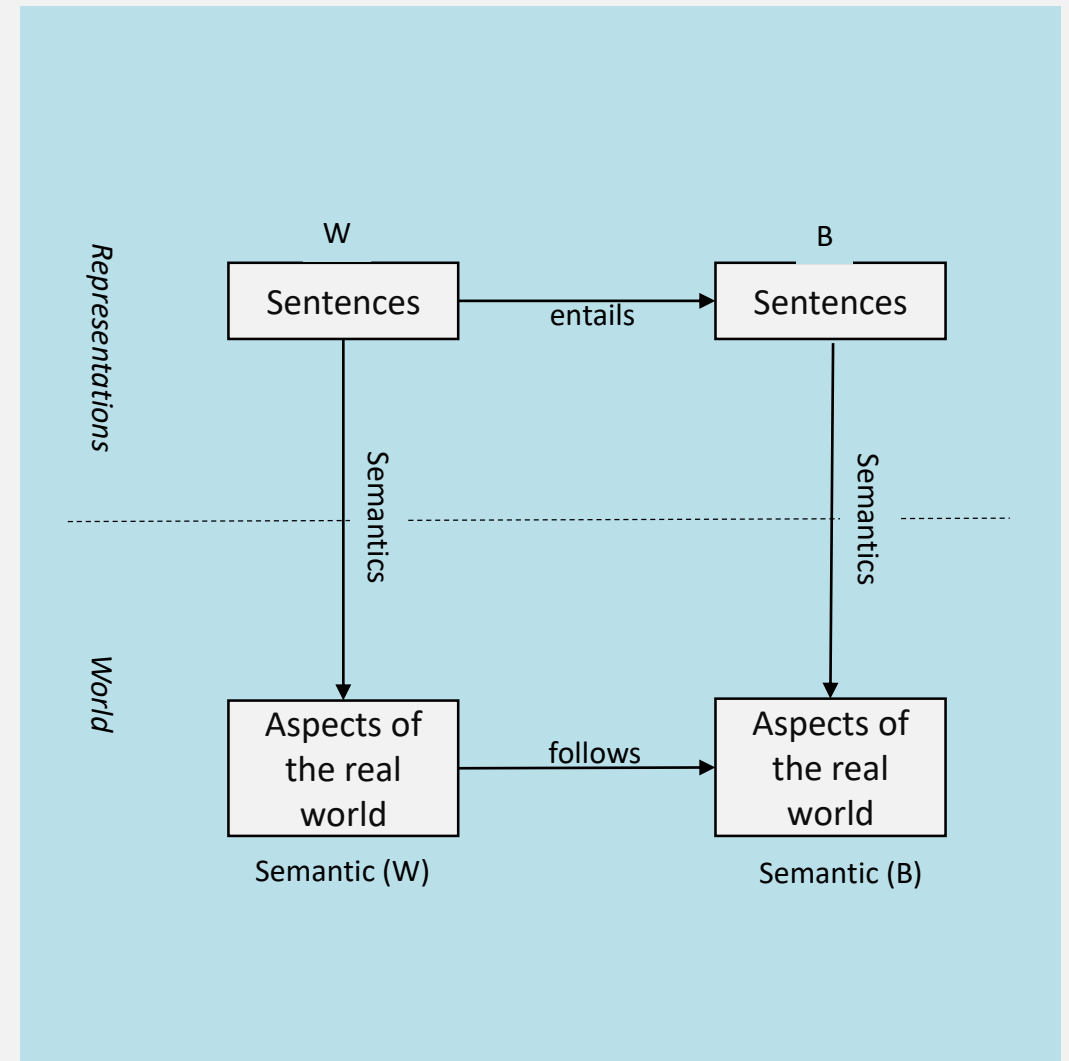 W
B
Representations
Sentences
entails
Sentences
Semantics
Semantics
World
Aspects of
the real
world
follows
Aspects of
the real
world
Semantic (W)
Semantic (B)